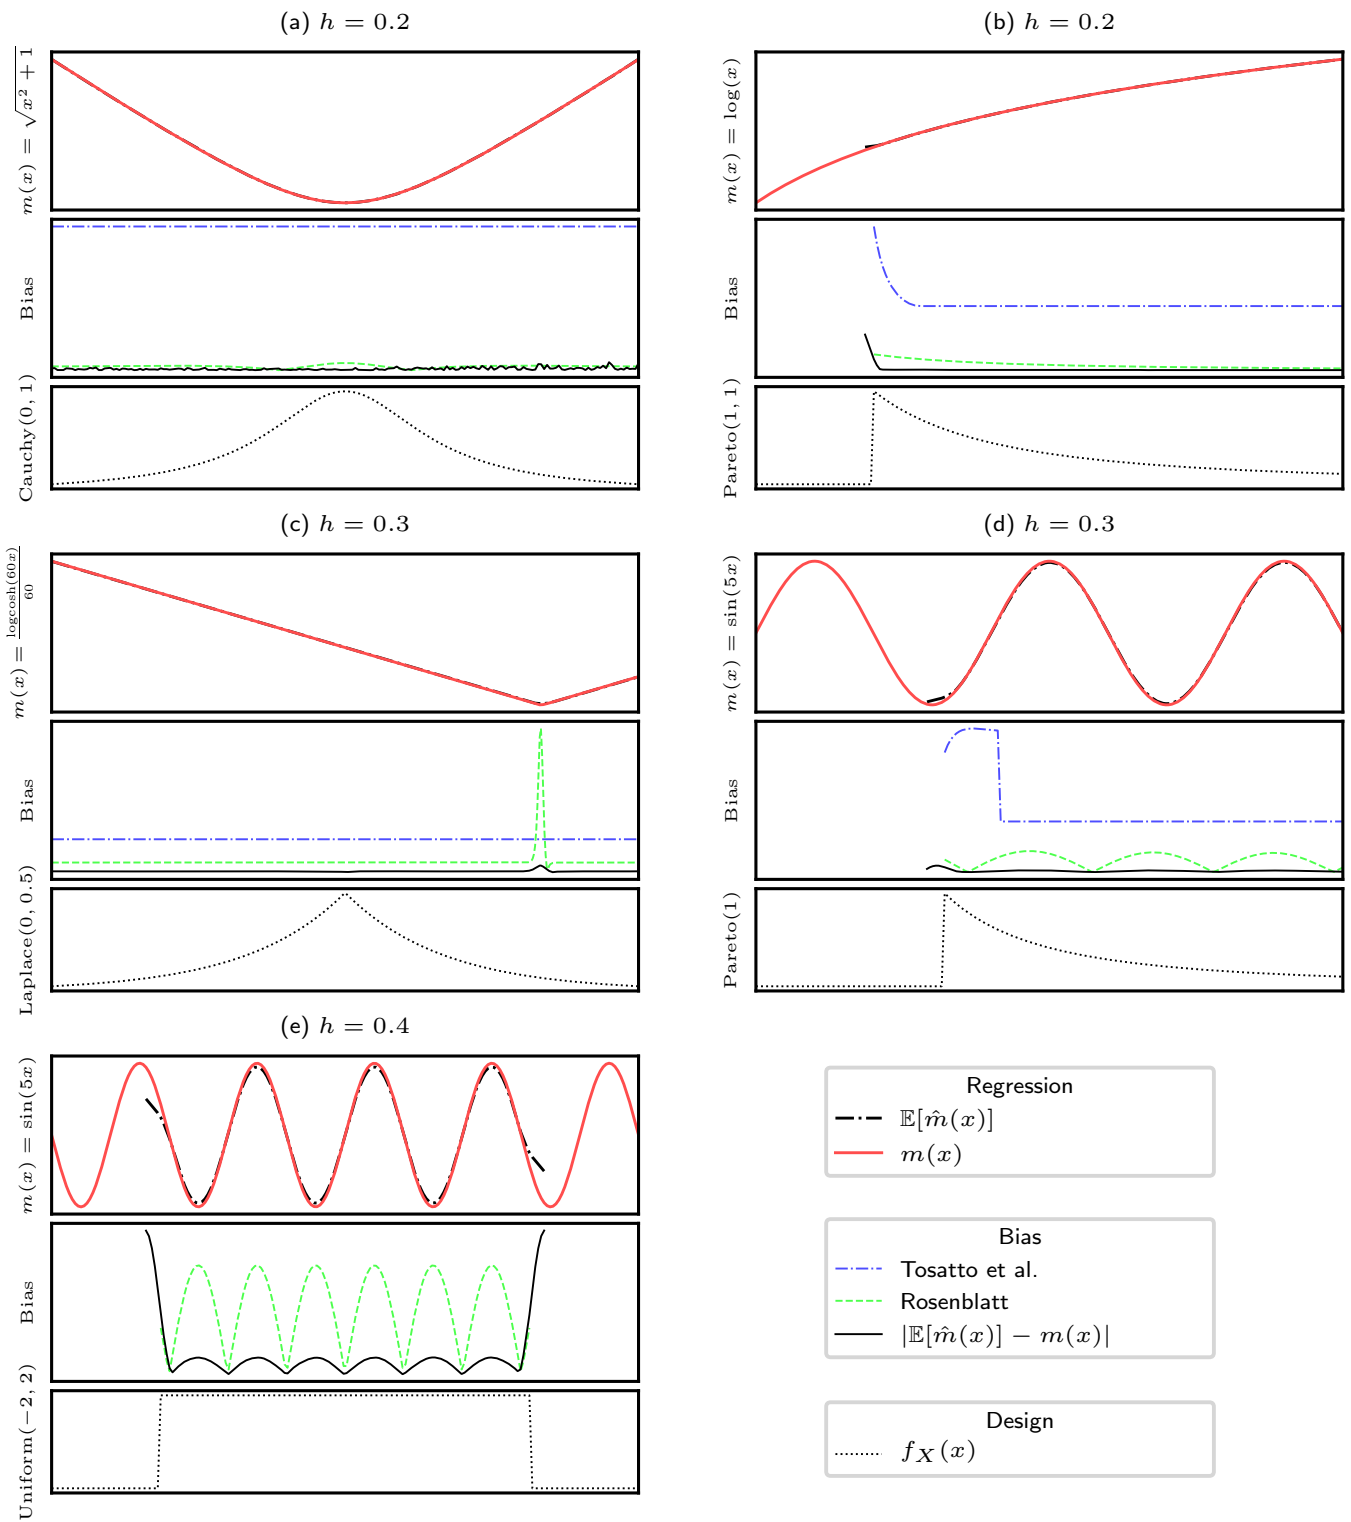 (a) h = 0.2
m(x) = √(x² + 1)
Bias
Cauchy(0, 1)
(b) h = 0.2
m(x) = log(x)
Bias
Pareto(1, 1)
(c) h = 0.3
m(x) = logcosh(60x)/60
Bias
Laplace(0, 0.5)
(d) h = 0.3
m(x) = sin(5x)
Bias
Pareto(1)
(e) h = 0.4
m(x) = sin(5x)
Bias
Uniform(−2, 2)
Regression
𝔼[m̂(x)]
m(x)
Bias
Tosatto et al.
Rosenblatt
|𝔼[m̂(x)] − m(x)|
Design
f_X(x)